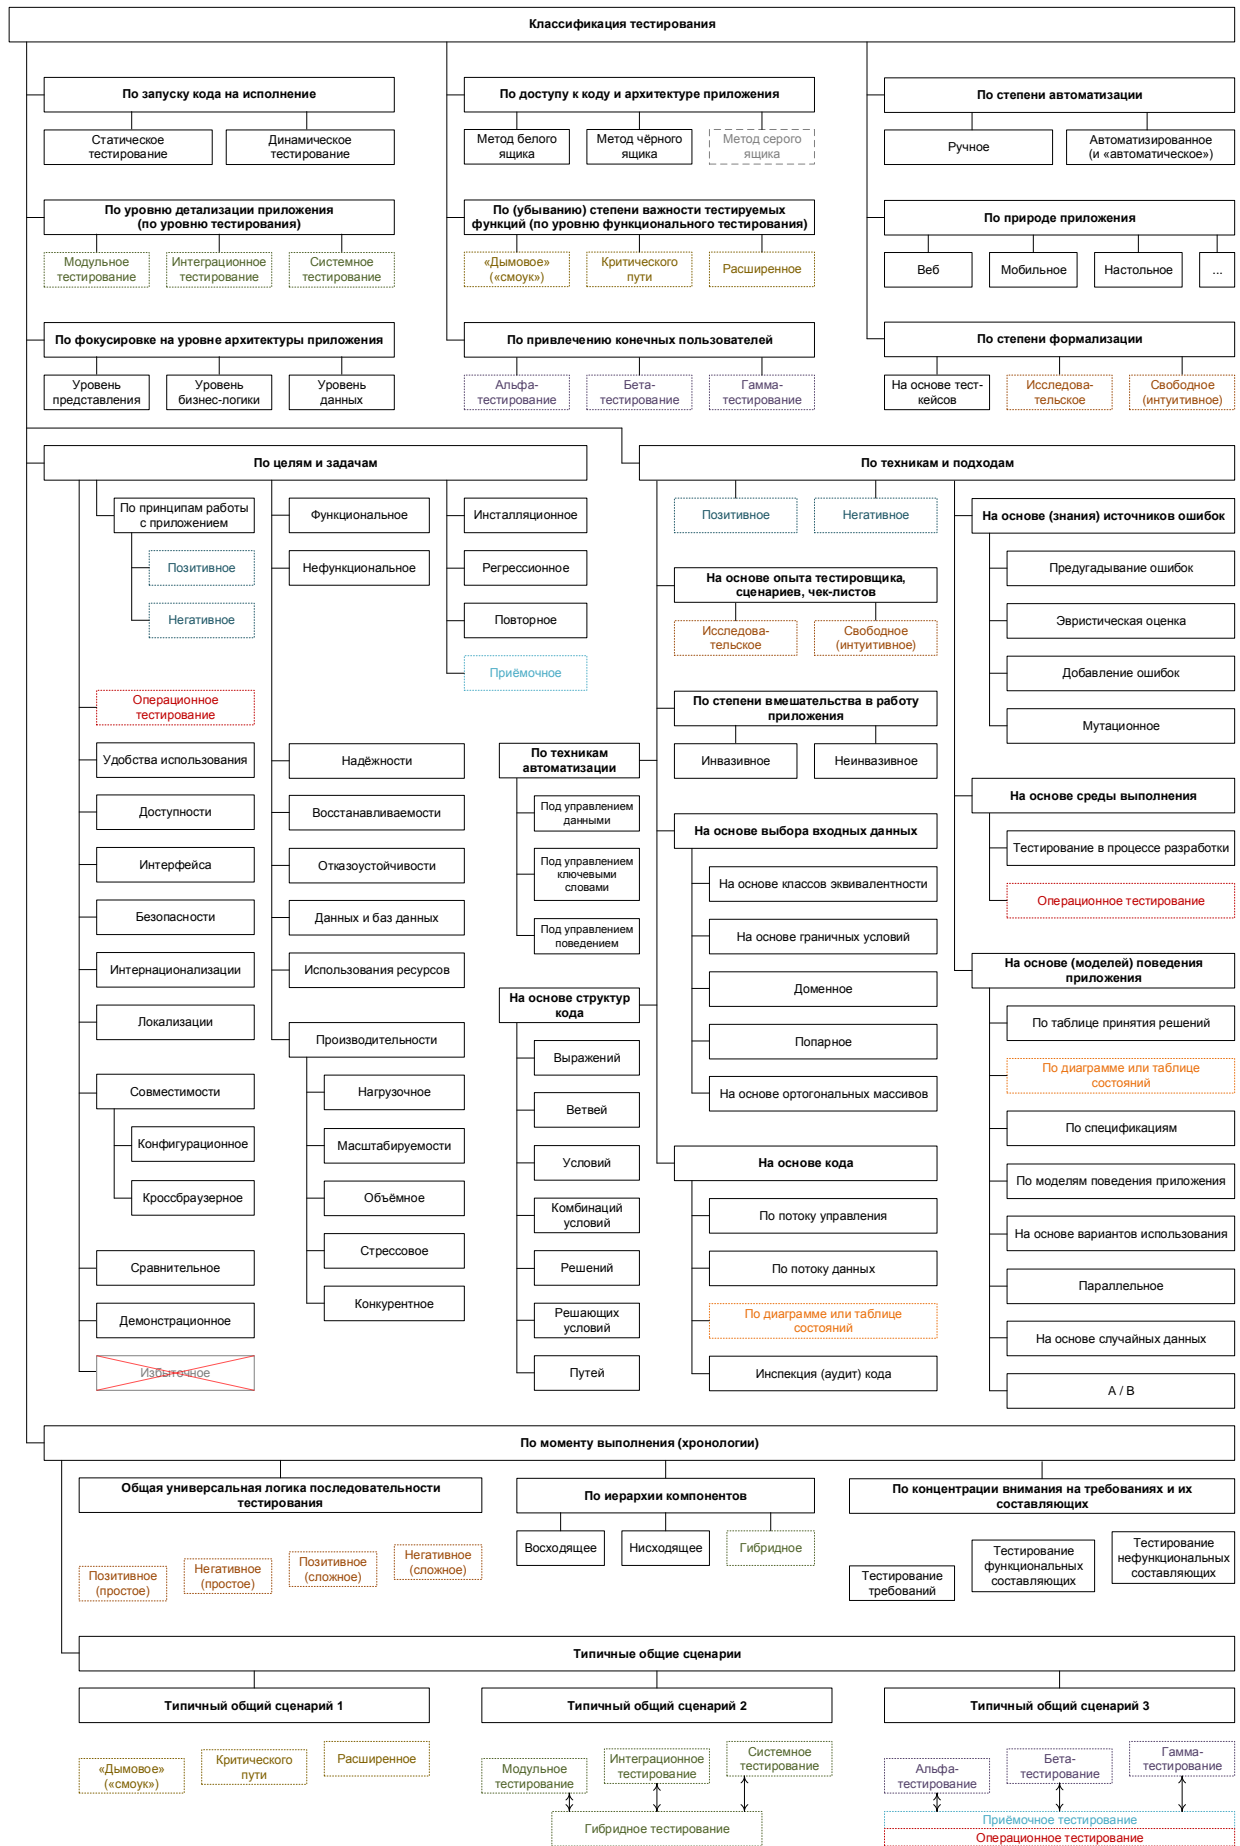 Классификация тестирования
По запуску кода на исполнение
Статическое
тестирование
Динамическое
тестирование
По доступу к коду и архитектуре приложения
Метод белого
ящика
Метод чёрного
ящика
Метод серого
ящика
По степени автоматизации
Ручное
Автоматизированное
(и «автоматическое»)
По уровню детализации приложения
(по уровню тестирования)
Модульное
тестирование
Интеграционное
тестирование
Системное
тестирование
По (убыванию) степени важности тестируемых
функций (по уровню функционального тестирования)
«Дымовое»
(«смоук»)
Критического
пути
Расширенное
По природе приложения
Веб
Мобильное
Настольное
...
По фокусировке на уровне архитектуры приложения
Уровень
представления
Уровень
бизнес-логики
Уровень
данных
По привлечению конечных пользователей
Альфа-
тестирование
Бета-
тестирование
Гамма-
тестирование
По степени формализации
На основе тест-
кейсов
Исследова-
тельское
Свободное
(интуитивное)
По целям и задачам
По принципам работы
с приложением
Позитивное
Негативное
Операционное
тестирование
Удобства использования
Доступности
Интерфейса
Безопасности
Интернационализации
Локализации
Совместимости
Конфигурационное
Кроссбраузерное
Сравнительное
Демонстрационное
Избыточное
Функциональное
Нефункциональное
Надёжности
Восстанавливаемости
Отказоустойчивости
Данных и баз данных
Использования ресурсов
Производительности
Нагрузочное
Масштабируемости
Объёмное
Стрессовое
Конкурентное
Инсталляционное
Регрессионное
Повторное
Приёмочное
По техникам и подходам
Позитивное
Негативное
На основе опыта тестировщика,
сценариев, чек-листов
Исследова-
тельское
Свободное
(интуитивное)
По степени вмешательства в работу
приложения
Инвазивное
Неинвазивное
По техникам
автоматизации
Под управлением
данными
Под управлением
ключевыми
словами
Под управлением
поведением
На основе выбора входных данных
На основе классов эквивалентности
На основе граничных условий
Доменное
Попарное
На основе ортогональных массивов
На основе структур
кода
Выражений
Ветвей
Условий
Комбинаций
условий
Решений
Решающих
условий
Путей
На основе кода
По потоку управления
По потоку данных
По диаграмме или таблице
состояний
Инспекция (аудит) кода
На основе (знания) источников ошибок
Предугадывание ошибок
Эвристическая оценка
Добавление ошибок
Мутационное
На основе среды выполнения
Тестирование в процессе разработки
Операционное тестирование
На основе (моделей) поведения
приложения
По таблице принятия решений
По диаграмме или таблице
состояний
По спецификациям
По моделям поведения приложения
На основе вариантов использования
Параллельное
На основе случайных данных
A / B
По моменту выполнения (хронологии)
Общая универсальная логика последовательности
тестирования
Позитивное
(простое)
Негативное
(простое)
Позитивное
(сложное)
Негативное
(сложное)
По иерархии компонентов
Восходящее
Нисходящее
Гибридное
По концентрации внимания на требованиях и их
составляющих
Тестирование
требований
Тестирование
функциональных
составляющих
Тестирование
нефункциональных
составляющих
Типичные общие сценарии
Типичный общий сценарий 1
«Дымовое»
(«смоук»)
Критического
пути
Расширенное
Типичный общий сценарий 2
Модульное
тестирование
Интеграционное
тестирование
Системное
тестирование
Гибридное тестирование
Типичный общий сценарий 3
Альфа-
тестирование
Бета-
тестирование
Гамма-
тестирование
Приёмочное тестирование
Операционное тестирование